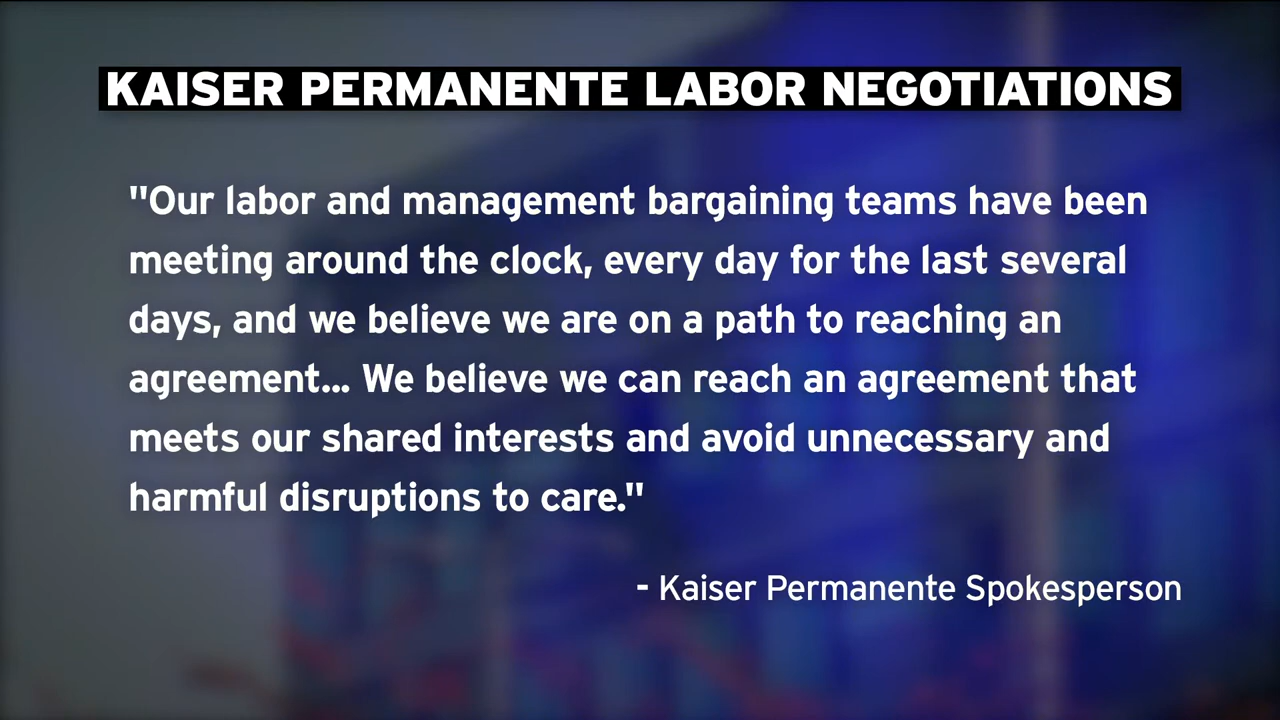 KAISER PERMANENTE LABOR NEGOTIATIONS
"Our labor and management bargaining teams have been
meeting around the clock, every day for the last several
days, and we believe we are on a path to reaching an
agreement... We believe we can reach an agreement that
meets our shared interests and avoid unnecessary and
harmful disruptions to care."
- Kaiser Permanente Spokesperson